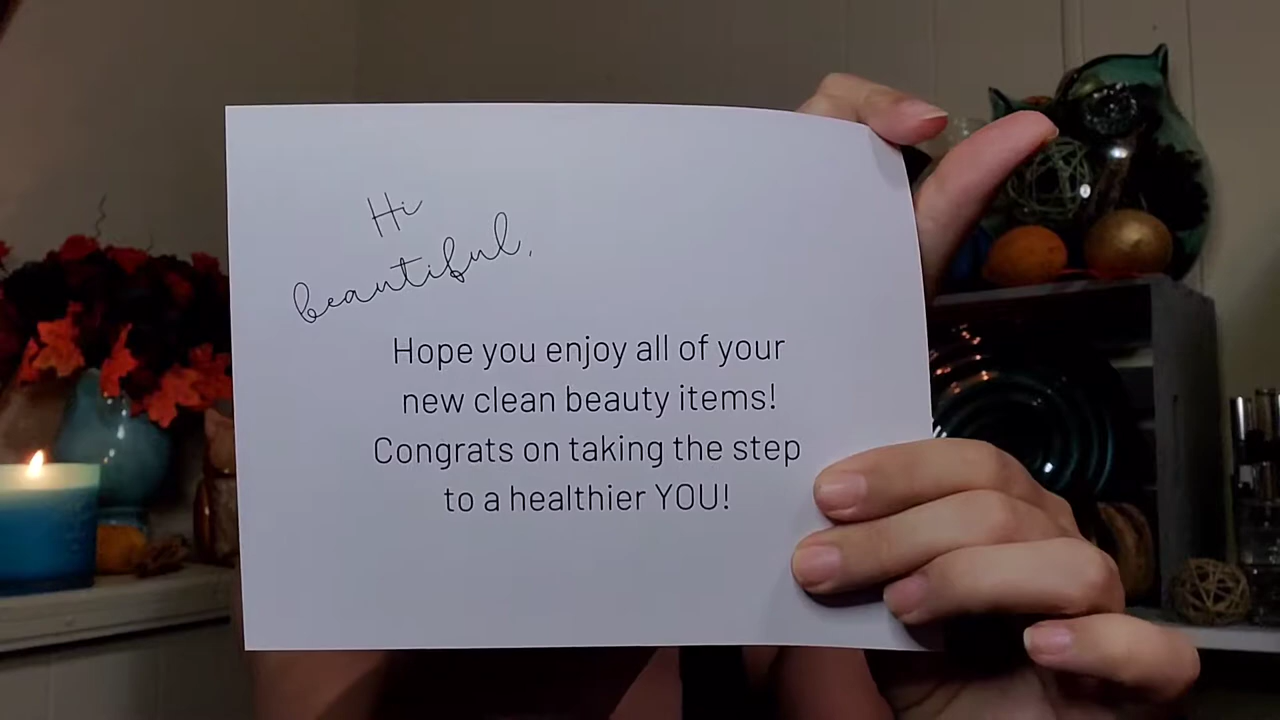 Hi
beautiful,
Hope you enjoy all of your
new clean beauty items!
Congrats on taking the step
to a healthier YOU!